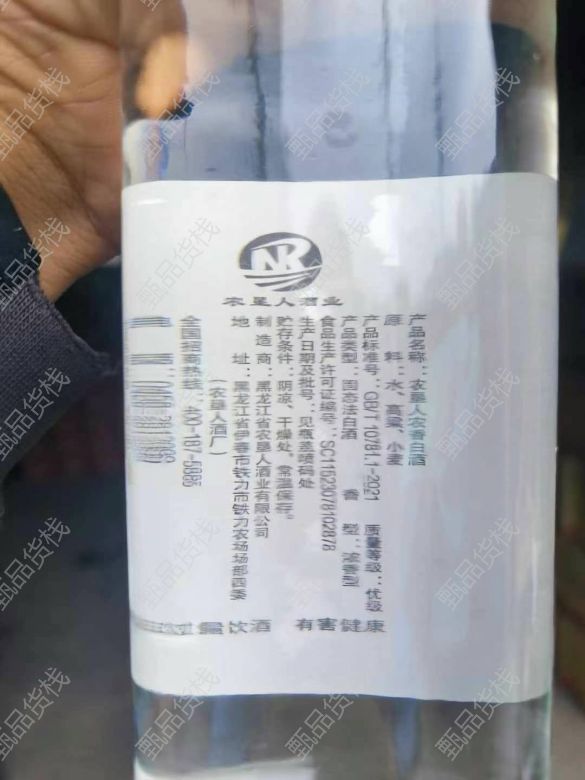 NK
农垦人酒业
产品名称：农垦人农香白酒
原 料：水、高粱、小麦
产品标准号：GB/T 10781.1-2021 质量等级：优级
产品类型：固态法白酒 香 型：浓香型
食品生产许可证编号：SC11523078102878
生产日期及批号：见瓶盖喷码处
贮存条件：阴凉、干燥处，常温保存。
制造商：黑龙江省农垦人酒业有限公司
地 址：黑龙江省伊春市铁力市铁力农场场部四委
（农垦人酒厂）
全国招商热线：400-187-5985
过量饮酒 有害健康
甄品货栈